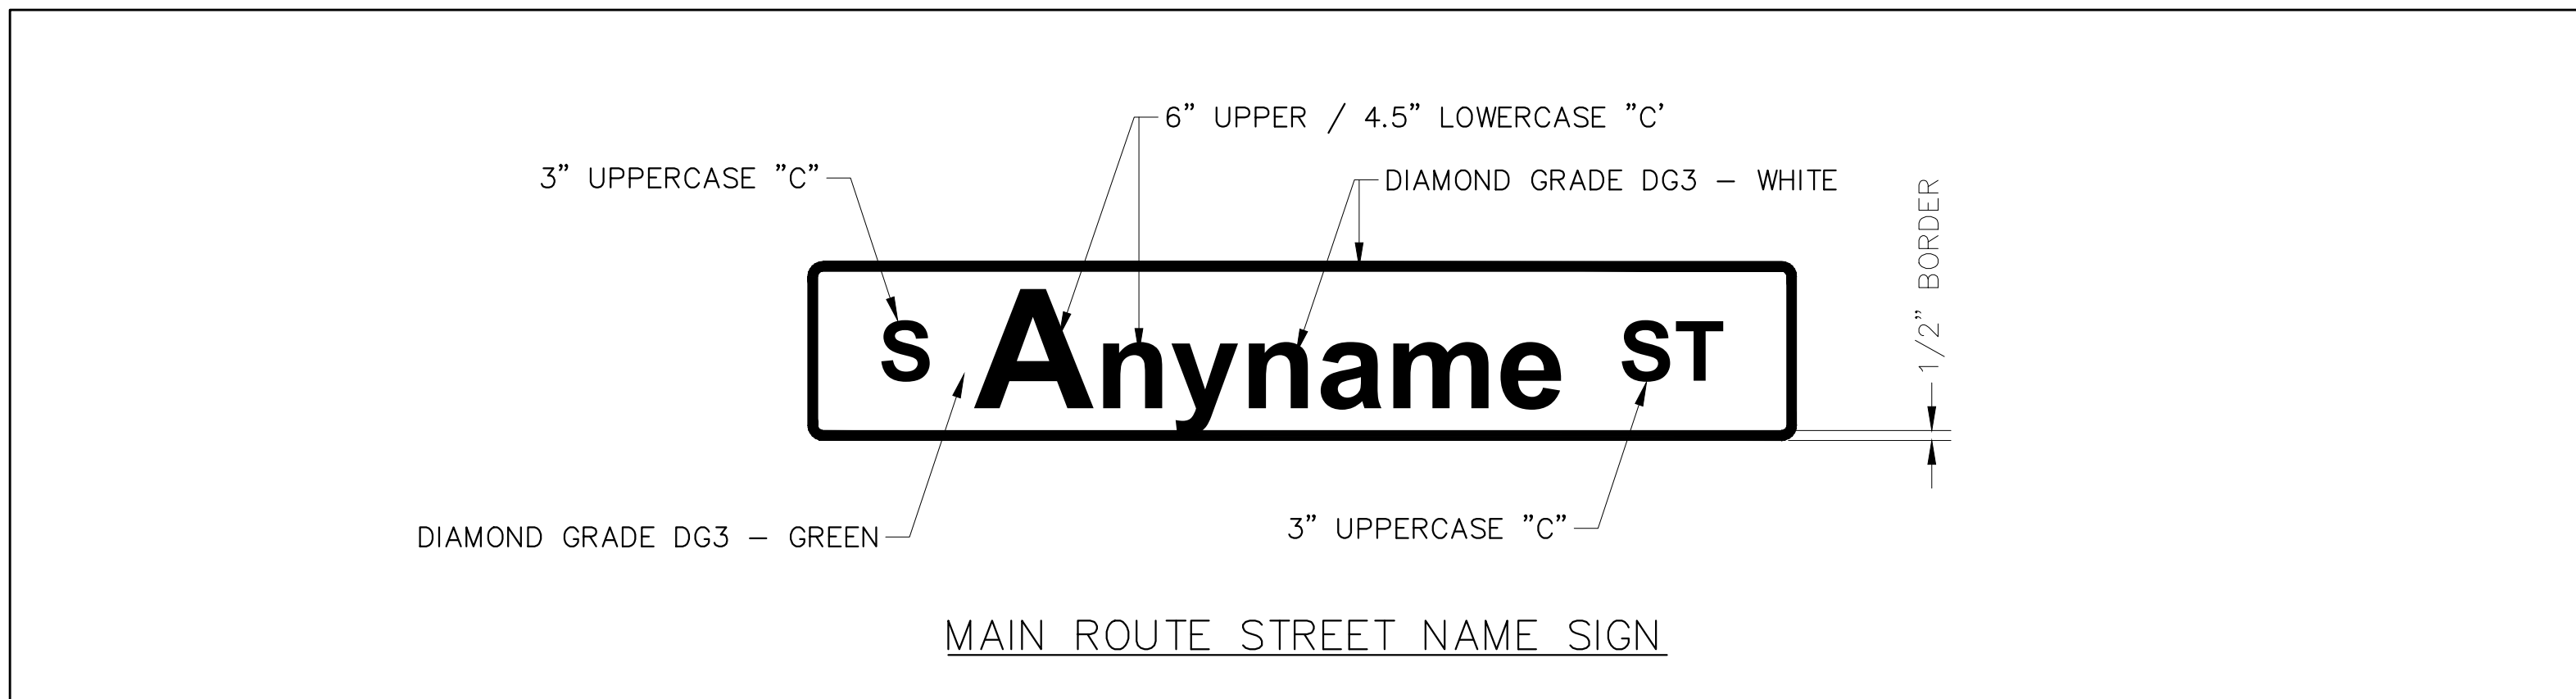 6” UPPER / 4.5” LOWERCASE ”C’
3” UPPERCASE ”C”
DIAMOND GRADE DG3 – WHITE
1/2” BORDER
S Anyname ST
DIAMOND GRADE DG3 – GREEN
3” UPPERCASE ”C”
MAIN ROUTE STREET NAME SIGN